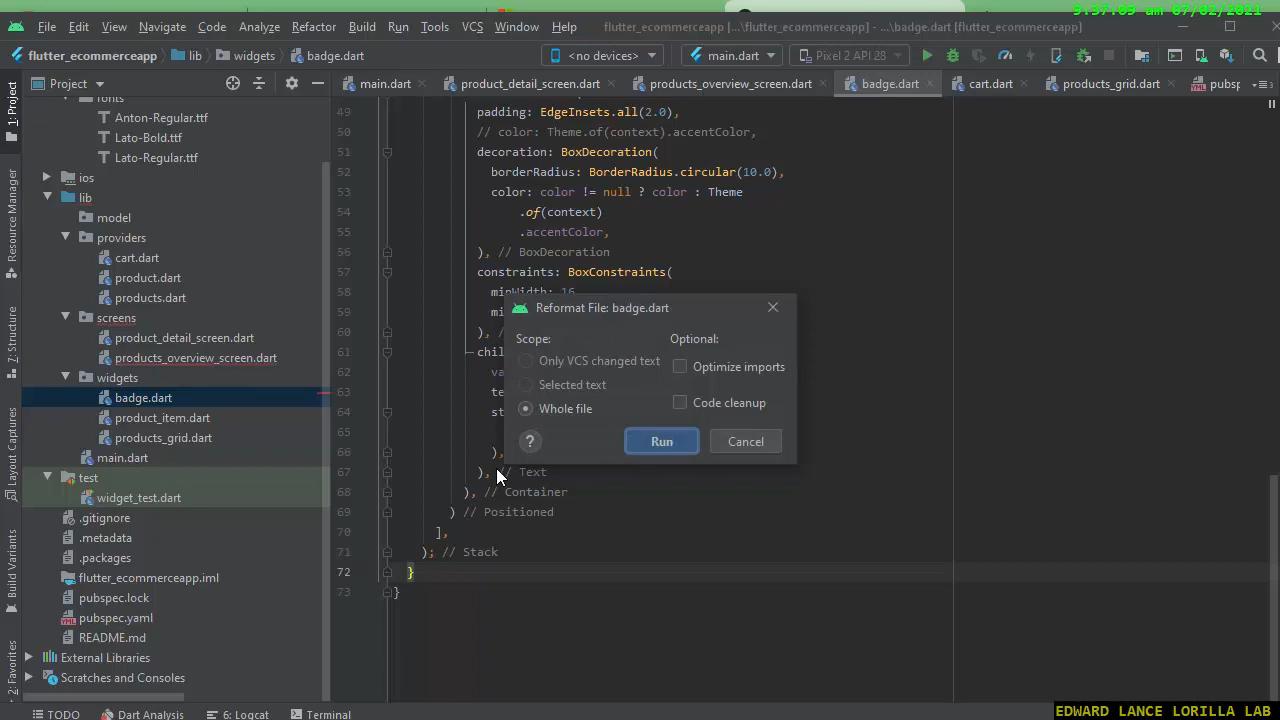 9:37:09 am 07/02/2021
File Edit View Navigate Code Analyze Refactor Build Run Tools VCS Window Help flutter_ecommerceapp [...\flutter_ecommerceapp] - ...\badge.dart [flutter_ecommerceapp]
flutter_ecommerceapp lib widgets badge.dart <no devices> main.dart Pixel 2 API 28
Project main.dart product_detail_screen.dart products_overview_screen.dart badge.dart cart.dart products_grid.dart pubsp
1: Project
Resource Manager
Z: Structure
Layout Captures
Build Variants
2: Favorites
fonts
Anton-Regular.ttf
Lato-Bold.ttf
Lato-Regular.ttf
ios
lib
model
providers
cart.dart
product.dart
products.dart
screens
product_detail_screen.dart
products_overview_screen.dart
widgets
badge.dart
product_item.dart
products_grid.dart
main.dart
test
widget_test.dart
.gitignore
.metadata
.packages
flutter_ecommerceapp.iml
pubspec.lock
pubspec.yaml
README.md
External Libraries
Scratches and Consoles
49 padding: EdgeInsets.all(2.0),
50 // color: Theme.of(context).accentColor,
51 decoration: BoxDecoration(
52 borderRadius: BorderRadius.circular(10.0),
53 color: color != null ? color : Theme
54 .of(context)
55 .accentColor,
56 ), // BoxDecoration
57 constraints: BoxConstraints(
58 minWidth: 16
59 mi
60 ), /
61 chil
62 va
63 te
64 st
65
66 ),
67 ), // Text
68 ), // Container
69 ) // Positioned
70 ],
71 ); // Stack
72 }
73 }
Reformat File: badge.dart
Scope: Optional:
Only VCS changed text Optimize imports
Selected text
Whole file Code cleanup
? Run Cancel
TODO Dart Analysis 6: Logcat Terminal
EDWARD LANCE LORILLA LAB